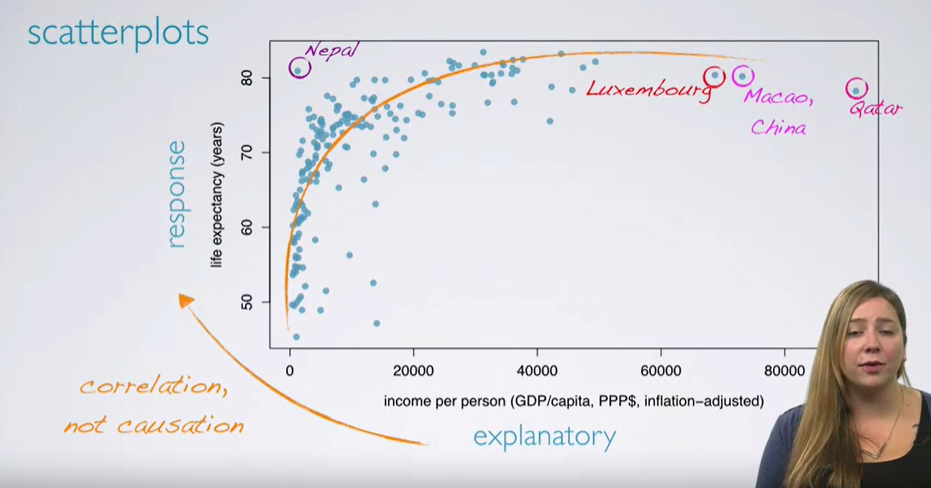 scatterplots
Nepal
Luxembourg
Macao,
China
Qatar
response
life expectancy (years)
80
70
60
50
0 20000 40000 60000 80000
income per person (GDP/capita, PPP$, inflation-adjusted)
explanatory
correlation,
not causation